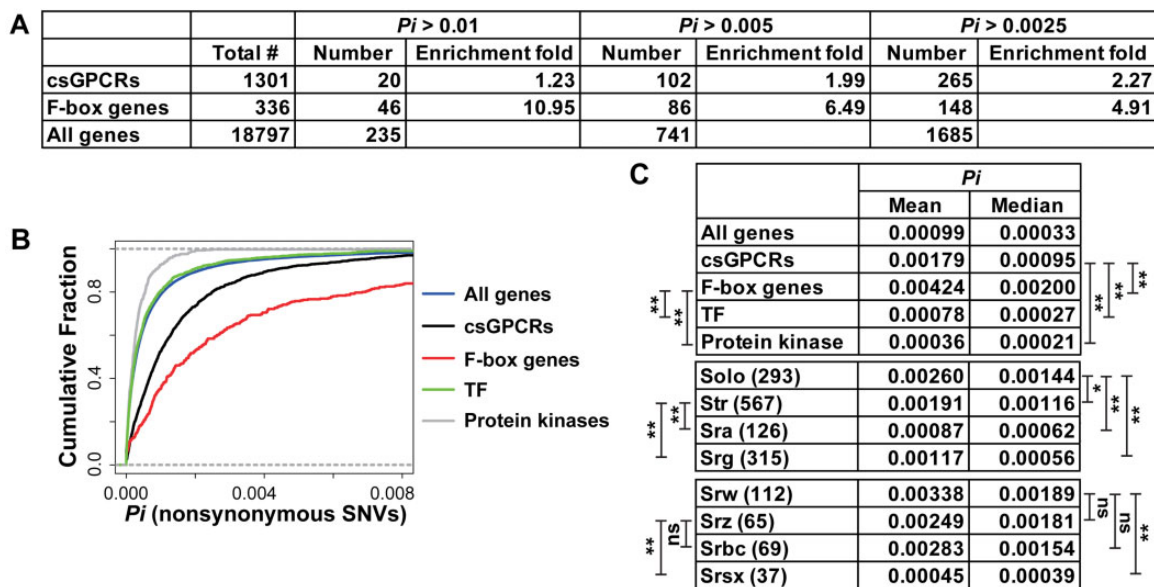 A
Pi > 0.01 Pi > 0.005 Pi > 0.0025
Total # Number Enrichment fold Number Enrichment fold Number Enrichment fold
csGPCRs 1301 20 1.23 102 1.99 265 2.27
F-box genes 336 46 10.95 86 6.49 148 4.91
All genes 18797 235 741 1685
B
Cumulative Fraction
0.8
0.4
0.0
0.000 0.004 0.008
Pi (nonsynonymous SNVs)
All genes
csGPCRs
F-box genes
TF
Protein kinases
C
Pi
Mean Median
All genes 0.00099 0.00033
csGPCRs 0.00179 0.00095
F-box genes 0.00424 0.00200
TF 0.00078 0.00027
Protein kinase 0.00036 0.00021
** ** ** ** **
Solo (293) 0.00260 0.00144
Str (567) 0.00191 0.00116
Sra (126) 0.00087 0.00062
Srg (315) 0.00117 0.00056
** ** * ** **
Srw (112) 0.00338 0.00189
Srz (65) 0.00249 0.00181
Srbc (69) 0.00283 0.00154
Srsx (37) 0.00045 0.00039
** ns ns ns **